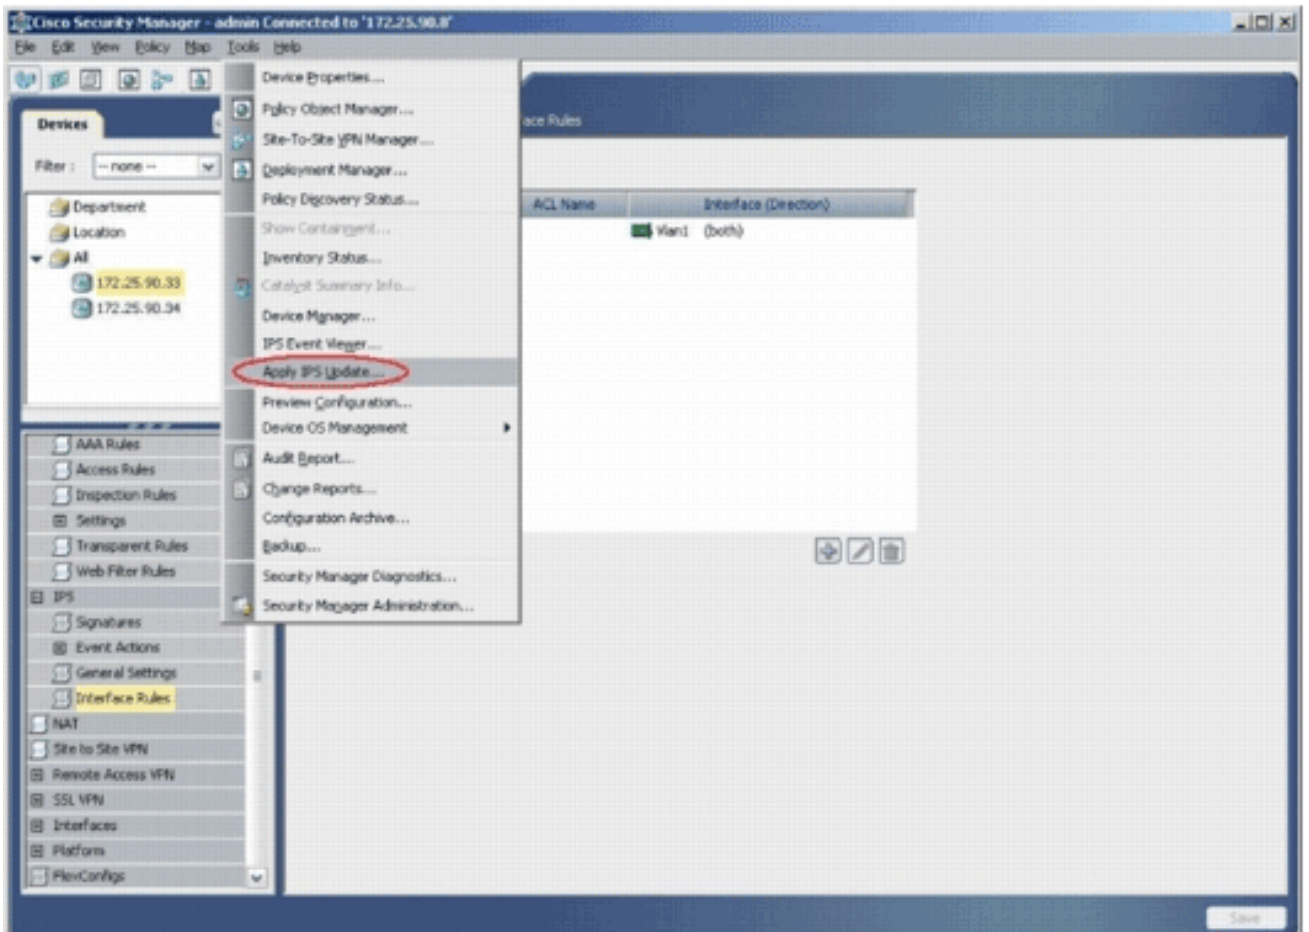 Cisco Security Manager - admin Connected to '172.25.90.8'
File Edit View Policy Map Tools Help
Devices
Filter : -- none --
Department
Location
All
172.25.90.33
172.25.90.34
AAA Rules
Access Rules
Inspection Rules
Settings
Transparent Rules
Web Filter Rules
IPS
Signatures
Event Actions
General Settings
Interface Rules
NAT
Site to Site VPN
Remote Access VPN
SSL VPN
Interfaces
Platform
FlexConfigs
Device Properties...
Policy Object Manager...
Site-To-Site VPN Manager...
Deployment Manager...
Policy Discovery Status...
Show Containment...
Inventory Status...
Catalyst Summary Info...
Device Manager...
IPS Event Viewer...
Apply IPS Update...
Preview Configuration...
Device OS Management
Audit Report...
Change Reports...
Configuration Archive...
Backup...
Security Manager Diagnostics...
Security Manager Administration...
ace Rules
ACL Name Interface (Direction)
Vlan1 (both)
Save